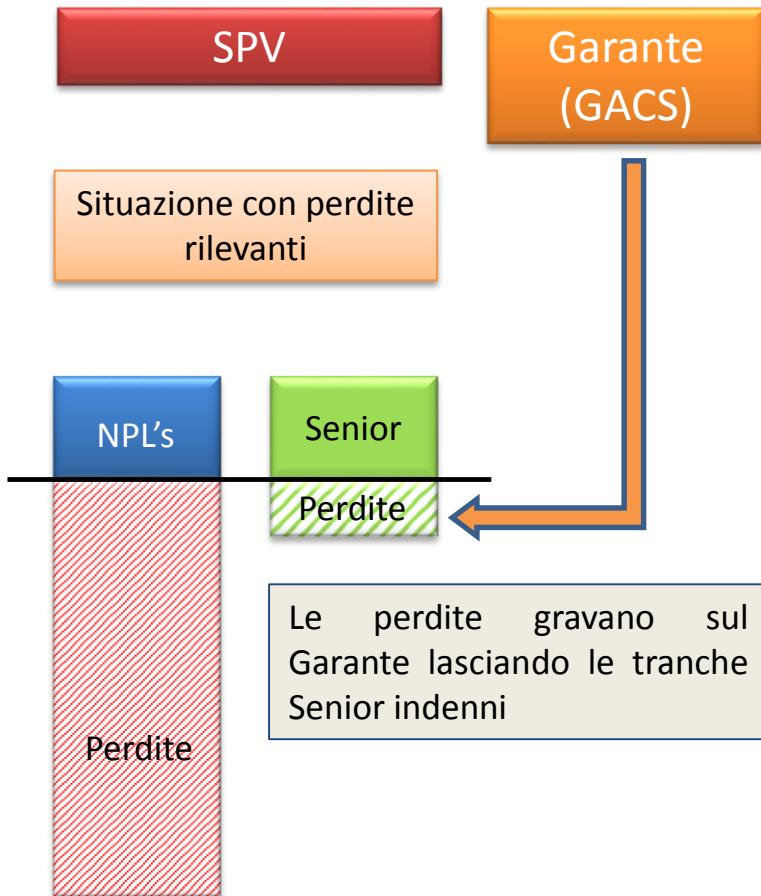 SPV
Garante
(GACS)
Situazione con perdite
rilevanti
NPL's
Senior
Perdite
Le perdite gravano sul
Garante lasciando le tranche
Senior indenni
Perdite